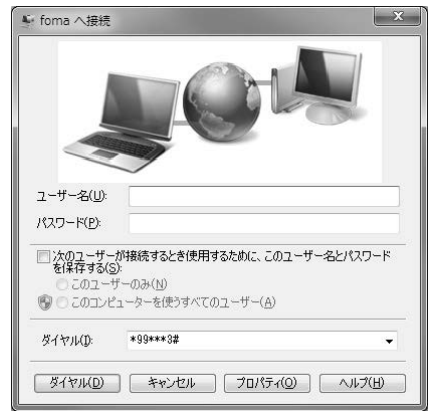 foma へ接続
x
ユーザー名(U):
パスワード(P):
次のユーザーが接続するとき使用するために、このユーザー名とパスワード
を保存する(S):
このユーザーのみ(N)
このコンピューターを使うすべてのユーザー(A)
ダイヤル(I): *99***3#
ダイヤル(D) キャンセル プロパティ(O) ヘルプ(H)